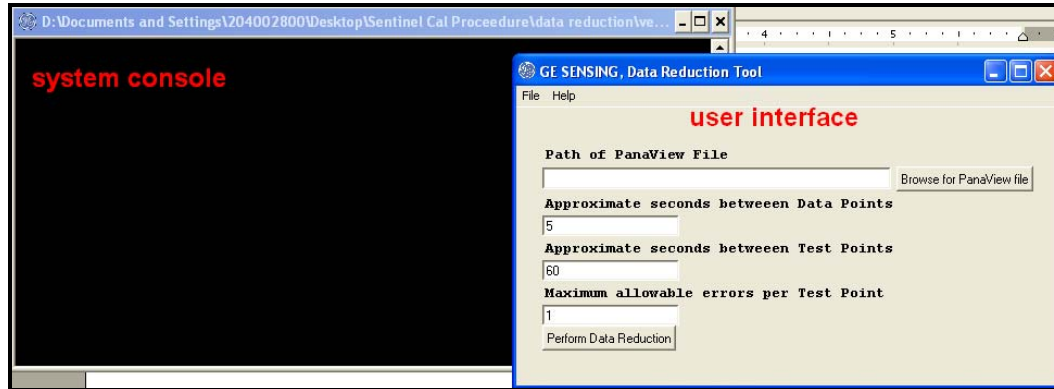 D:\Documents and Settings\204002800\Desktop\Sentinel Cal Proceedure\data reduction\ve...
4 5
system console
GE SENSING, Data Reduction Tool
File Help
user interface
Path of PanaView File
Browse for PanaView file
Approximate seconds betweeen Data Points
5
Approximate seconds betweeen Test Points
60
Maximum allowable errors per Test Point
1
Perform Data Reduction